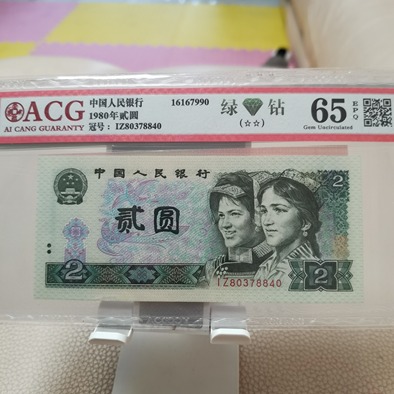 ACG
AI CANG GUARANTY
中国人民银行
1980年贰圆
冠号: IZ80378840
16167990
绿 钻
(☆☆)
65
EPQ
Gem Uncirculated
中国人民银行
2
贰圆
2
2
IZ80378840